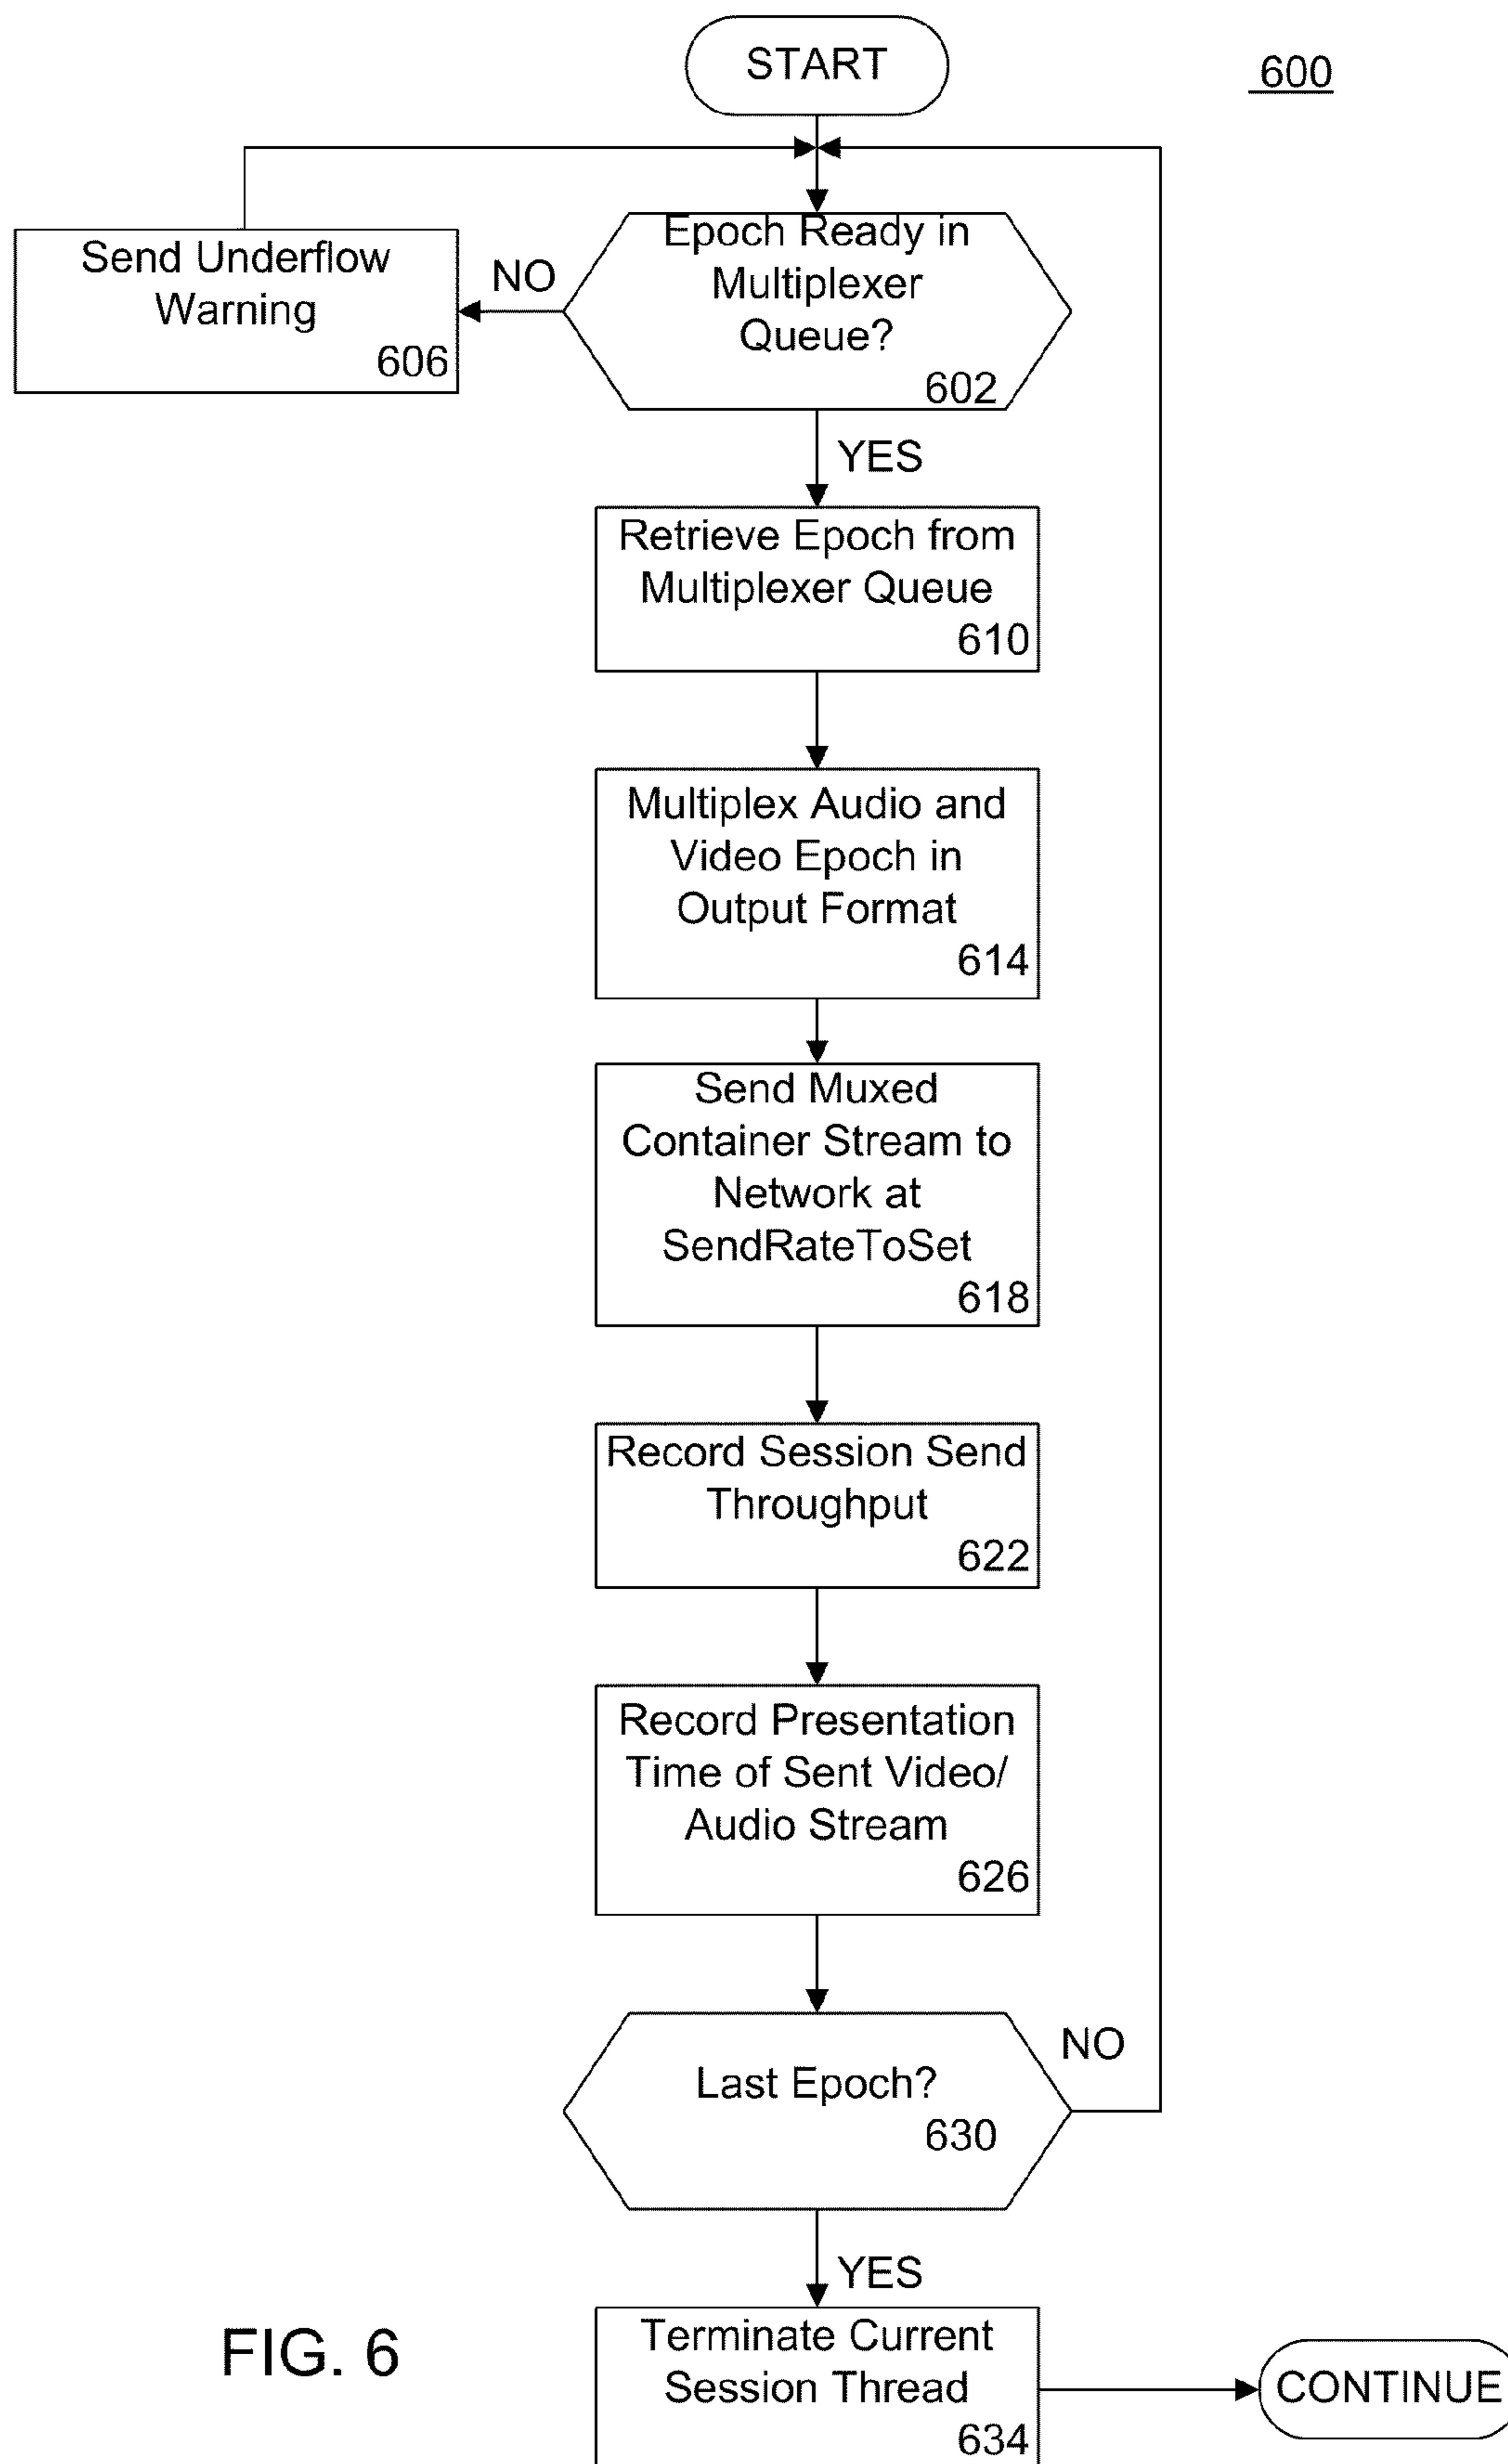 START
600
Epoch Ready in
Multiplexer
Queue?
602
NO
Send Underflow
Warning
606
YES
Retrieve Epoch from
Multiplexer Queue
610
Multiplex Audio and
Video Epoch in
Output Format
614
Send Muxed
Container Stream to
Network at
SendRateToSet
618
Record Session Send
Throughput
622
Record Presentation
Time of Sent Video/
Audio Stream
626
Last Epoch?
630
NO
YES
Terminate Current
Session Thread
634
CONTINUE
FIG. 6